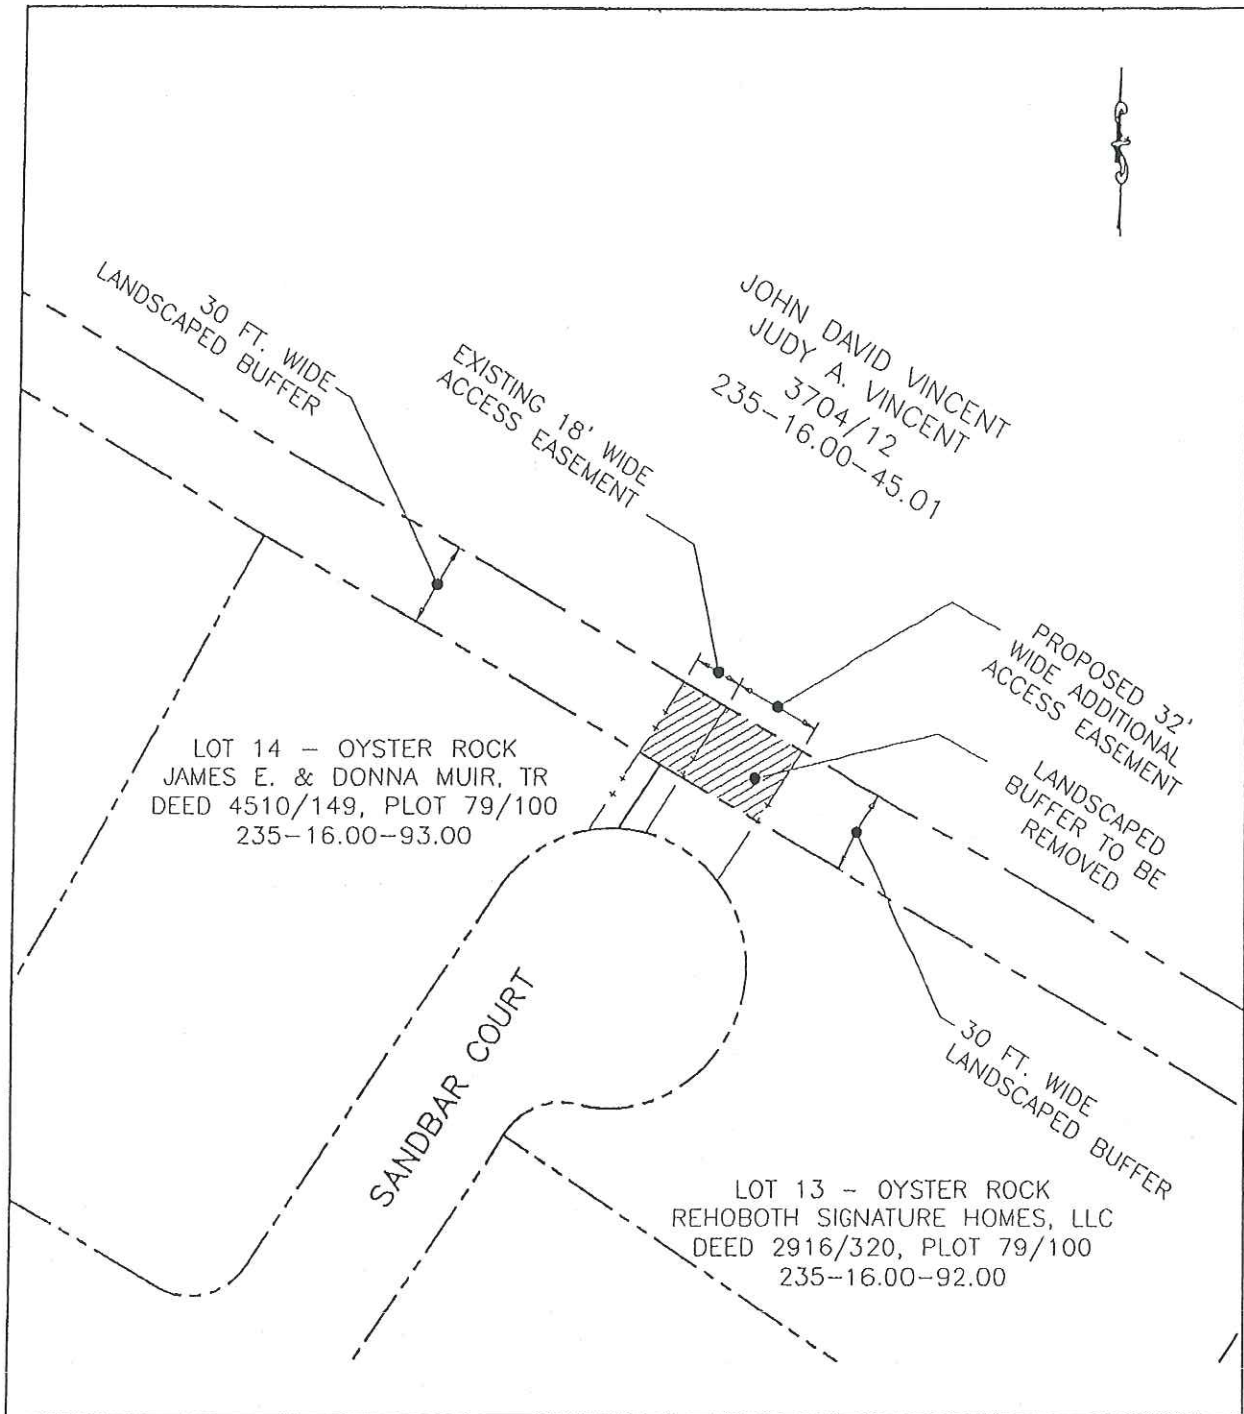 30 FT. WIDE
LANDSCAPED BUFFER
EXISTING 18' WIDE
ACCESS EASEMENT
JOHN DAVID VINCENT
JUDY A. VINCENT
3704/12
235-16.00-45.01
PROPOSED 32'
WIDE ADDITIONAL
ACCESS EASEMENT
LANDSCAPED
BUFFER TO BE
REMOVED
LOT 14 - OYSTER ROCK
JAMES E. & DONNA MUIR, TR
DEED 4510/149, PLOT 79/100
235-16.00-93.00
SANDBAR COURT
30 FT. WIDE
LANDSCAPED BUFFER
LOT 13 - OYSTER ROCK
REHOBOTH SIGNATURE HOMES, LLC
DEED 2916/320, PLOT 79/100
235-16.00-92.00